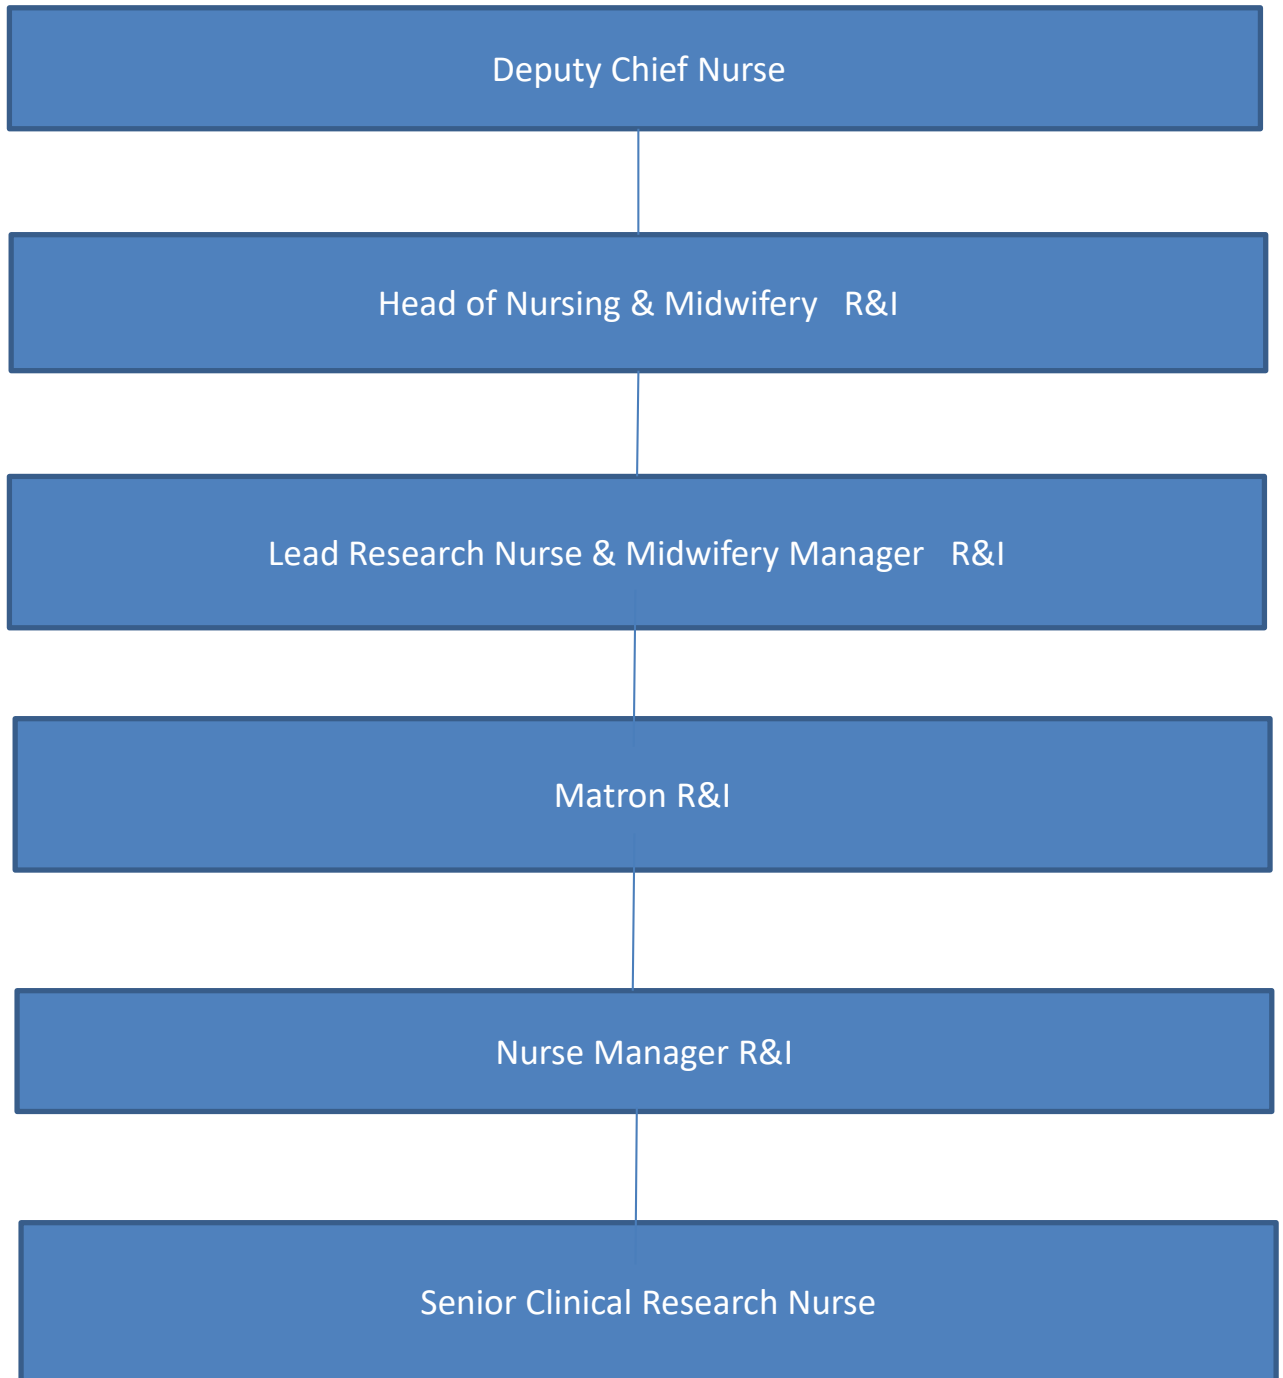 Deputy Chief Nurse
Head of Nursing & Midwifery   R&I
Lead Research Nurse & Midwifery Manager   R&I
Matron R&I
Nurse Manager R&I
Senior Clinical Research Nurse